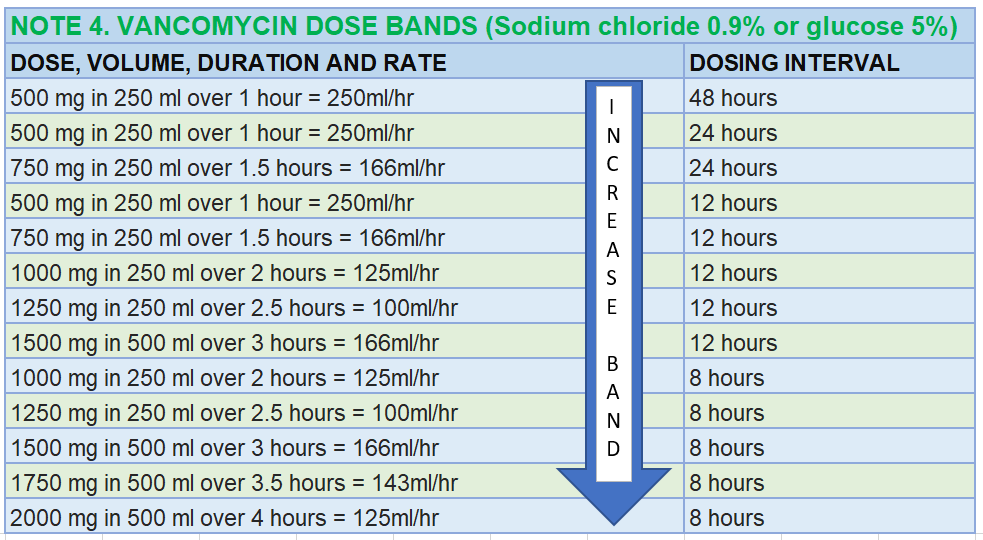 NOTE 4. VANCOMYCIN DOSE BANDS (Sodium chloride 0.9% or glucose 5%)
DOSE, VOLUME, DURATION AND RATE DOSING INTERVAL
500 mg in 250 ml over 1 hour = 250ml/hr 48 hours
500 mg in 250 ml over 1 hour = 250ml/hr 24 hours
750 mg in 250 ml over 1.5 hours = 166ml/hr 24 hours
500 mg in 250 ml over 1 hour = 250ml/hr 12 hours
750 mg in 250 ml over 1.5 hours = 166ml/hr 12 hours
1000 mg in 250 ml over 2 hours = 125ml/hr 12 hours
1250 mg in 250 ml over 2.5 hours = 100ml/hr 12 hours
1500 mg in 500 ml over 3 hours = 166ml/hr 12 hours
1000 mg in 250 ml over 2 hours = 125ml/hr 8 hours
1250 mg in 250 ml over 2.5 hours = 100ml/hr 8 hours
1500 mg in 500 ml over 3 hours = 166ml/hr 8 hours
1750 mg in 500 ml over 3.5 hours = 143ml/hr 8 hours
2000 mg in 500 ml over 4 hours = 125ml/hr 8 hours
INCREASE BAND